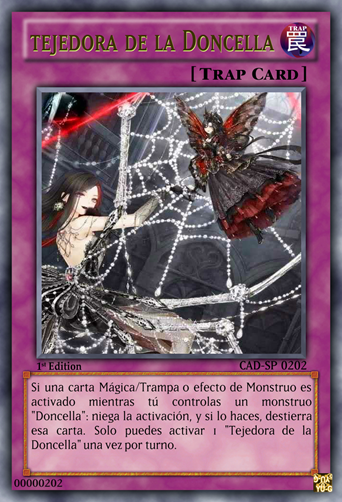 TEJEDORA DE LA DONCELLA
TRAP
罠
[ TRAP CARD ]
1st Edition
CAD-SP 0202
Si una carta Mágica/Trampa o efecto de Monstruo es
activado mientras tú controlas un monstruo
"Doncella": niega la activación, y si lo haces, destierra
esa carta. Solo puedes activar 1 "Tejedora de la
Doncella" una vez por turno.
00000202